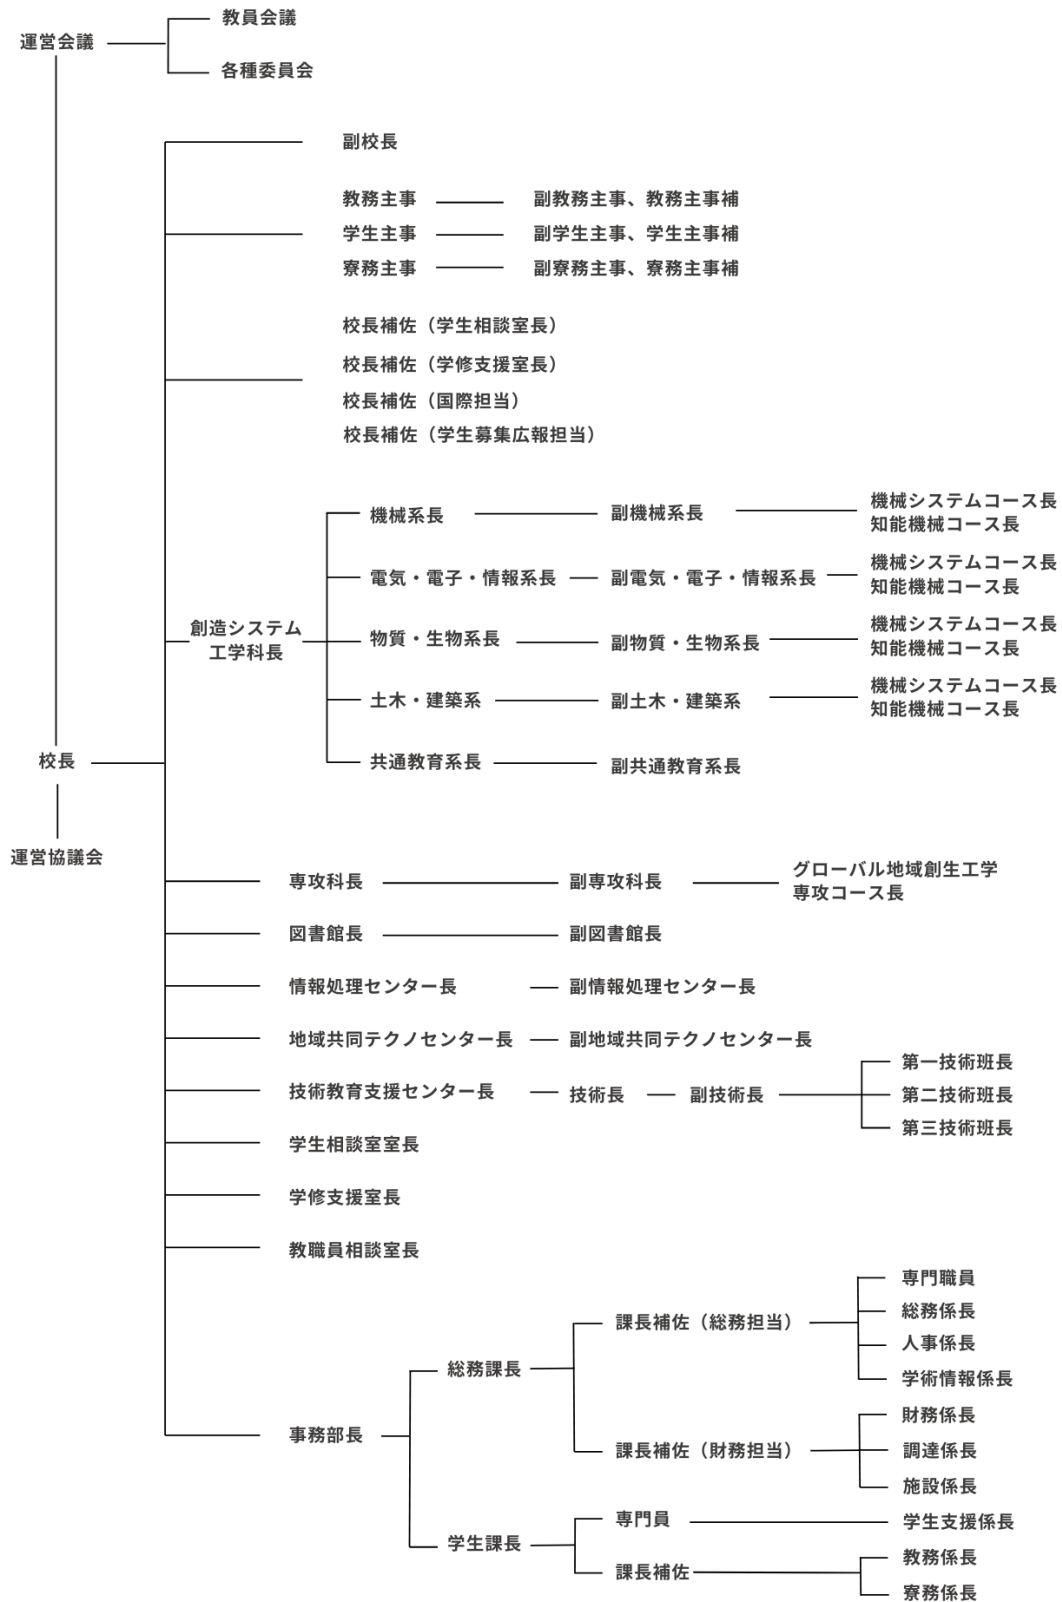 運営会議
教員会議
各種委員会
副校長
教務主事
副教務主事、教務主事補
学生主事
副学生主事、学生主事補
寮務主事
副寮務主事、寮務主事補
校長補佐（学生相談室長）
校長補佐（学修支援室長）
校長補佐（国際担当）
校長補佐（学生募集広報担当）
創造システム
工学科長
機械系長
副機械系長
機械システムコース長
知能機械コース長
電気・電子・情報系長
副電気・電子・情報系長
機械システムコース長
知能機械コース長
物質・生物系長
副物質・生物系長
機械システムコース長
知能機械コース長
土木・建築系
副土木・建築系
機械システムコース長
知能機械コース長
共通教育系長
副共通教育系長
校長
運営協議会
専攻科長
副専攻科長
グローバル地域創生工学
専攻コース長
図書館長
副図書館長
情報処理センター長
副情報処理センター長
地域共同テクノセンター長
副地域共同テクノセンター長
技術教育支援センター長
技術長
副技術長
第一技術班長
第二技術班長
第三技術班長
学生相談室室長
学修支援室長
教職員相談室長
事務部長
総務課長
課長補佐（総務担当）
専門職員
総務係長
人事係長
学術情報係長
課長補佐（財務担当）
財務係長
調達係長
施設係長
学生課長
専門員
学生支援係長
課長補佐
教務係長
寮務係長